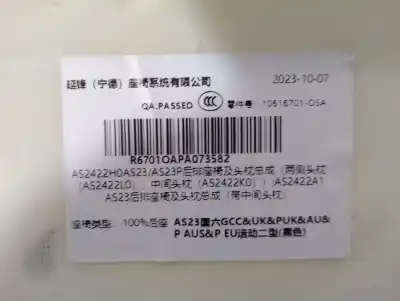 延锋（宁德）座椅系统有限公司 2023-10-07
QA.PASSED CCC 零件号: 10616701-OSA
R6701OAPA073582
AS2422H0AS23/AS23P后排座椅及头枕总成（两侧头枕
（AS2422L0）、中间头枕（AS2422K0））/AS2422A1
AS23后排座椅及头枕总成（带中间头枕）
座椅类型: 100%后座 AS23国六GCC&UK&PUK&AU&
P AUS&P EU运动二型(黑色)